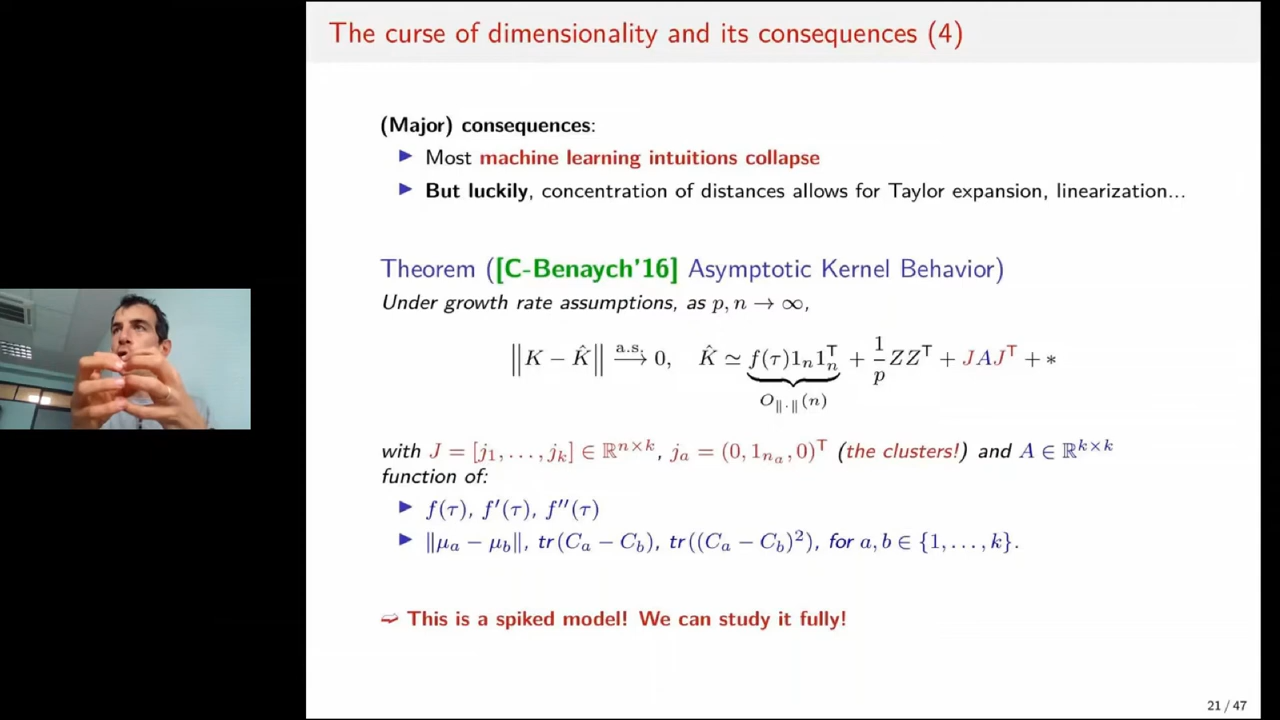 The curse of dimensionality and its consequences (4)
(Major) consequences:
▶ Most machine learning intuitions collapse
▶ But luckily, concentration of distances allows for Taylor expansion, linearization...
Theorem ([C-Benaych'16] Asymptotic Kernel Behavior)
Under growth rate assumptions, as p, n → ∞,
‖K − K̂‖ a.s.⟶ 0, K̂ ≃ f(τ)1ₙ1ₙᵀ + 1/p ZZᵀ + JAJᵀ + *
O‖·‖(n)
with J = [j₁, . . . , jₖ] ∈ ℝⁿˣᵏ, jₐ = (0, 1ₙₐ, 0)ᵀ (the clusters!) and A ∈ ℝᵏˣᵏ
function of:
▶ f(τ), f′(τ), f′′(τ)
▶ ‖μₐ − μ_b‖, tr(Cₐ − C_b), tr((Cₐ − C_b)²), for a, b ∈ {1, . . . , k}.
➫ This is a spiked model! We can study it fully!
21 / 47